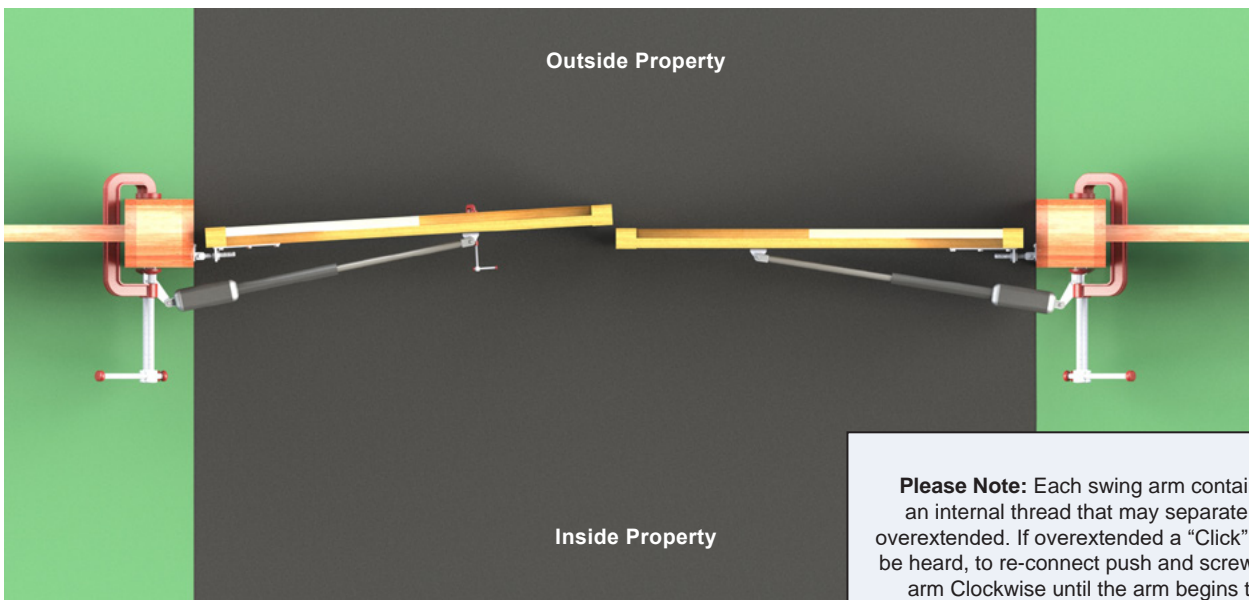 Outside Property
Inside Property
Please Note: Each swing arm contai
an internal thread that may separate
overextended. If overextended a “Click”
be heard, to re-connect push and screw
arm Clockwise until the arm begins t